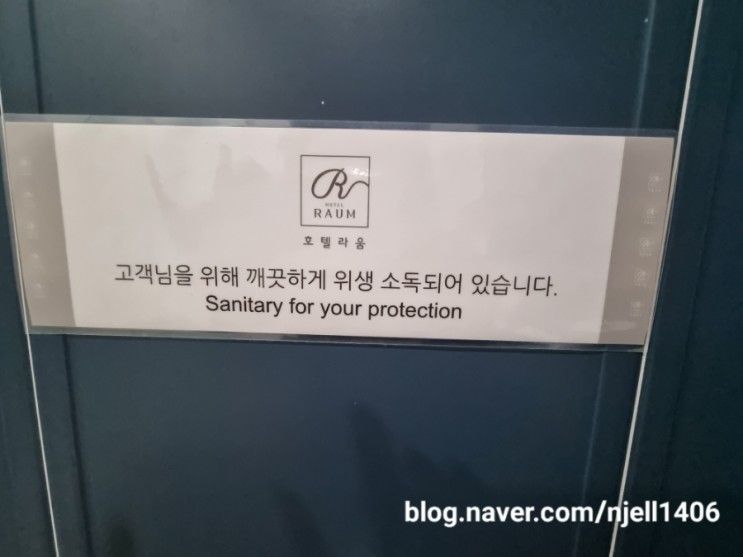 R
HOTEL
RAUM
호텔라움
고객님을 위해 깨끗하게 위생 소독되어 있습니다.
Sanitary for your protection
blog.naver.com/njell1406